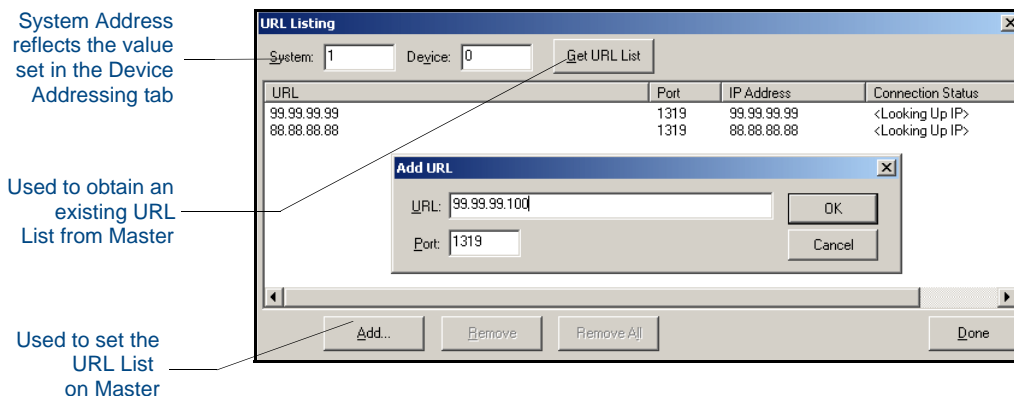 System Address
reflects the value
set in the Device
Addressing tab
Used to obtain an
existing URL
List from Master
Used to set the
URL List
on Master
URL Listing
System: 1 Device: 0 Get URL List
URL Port IP Address Connection Status
99.99.99.99 1319 99.99.99.99 <Looking Up IP>
88.88.88.88 1319 88.88.88.88 <Looking Up IP>
Add URL
URL: 99.99.99.100 OK
Port: 1319 Cancel
Add... Remove Remove All Done